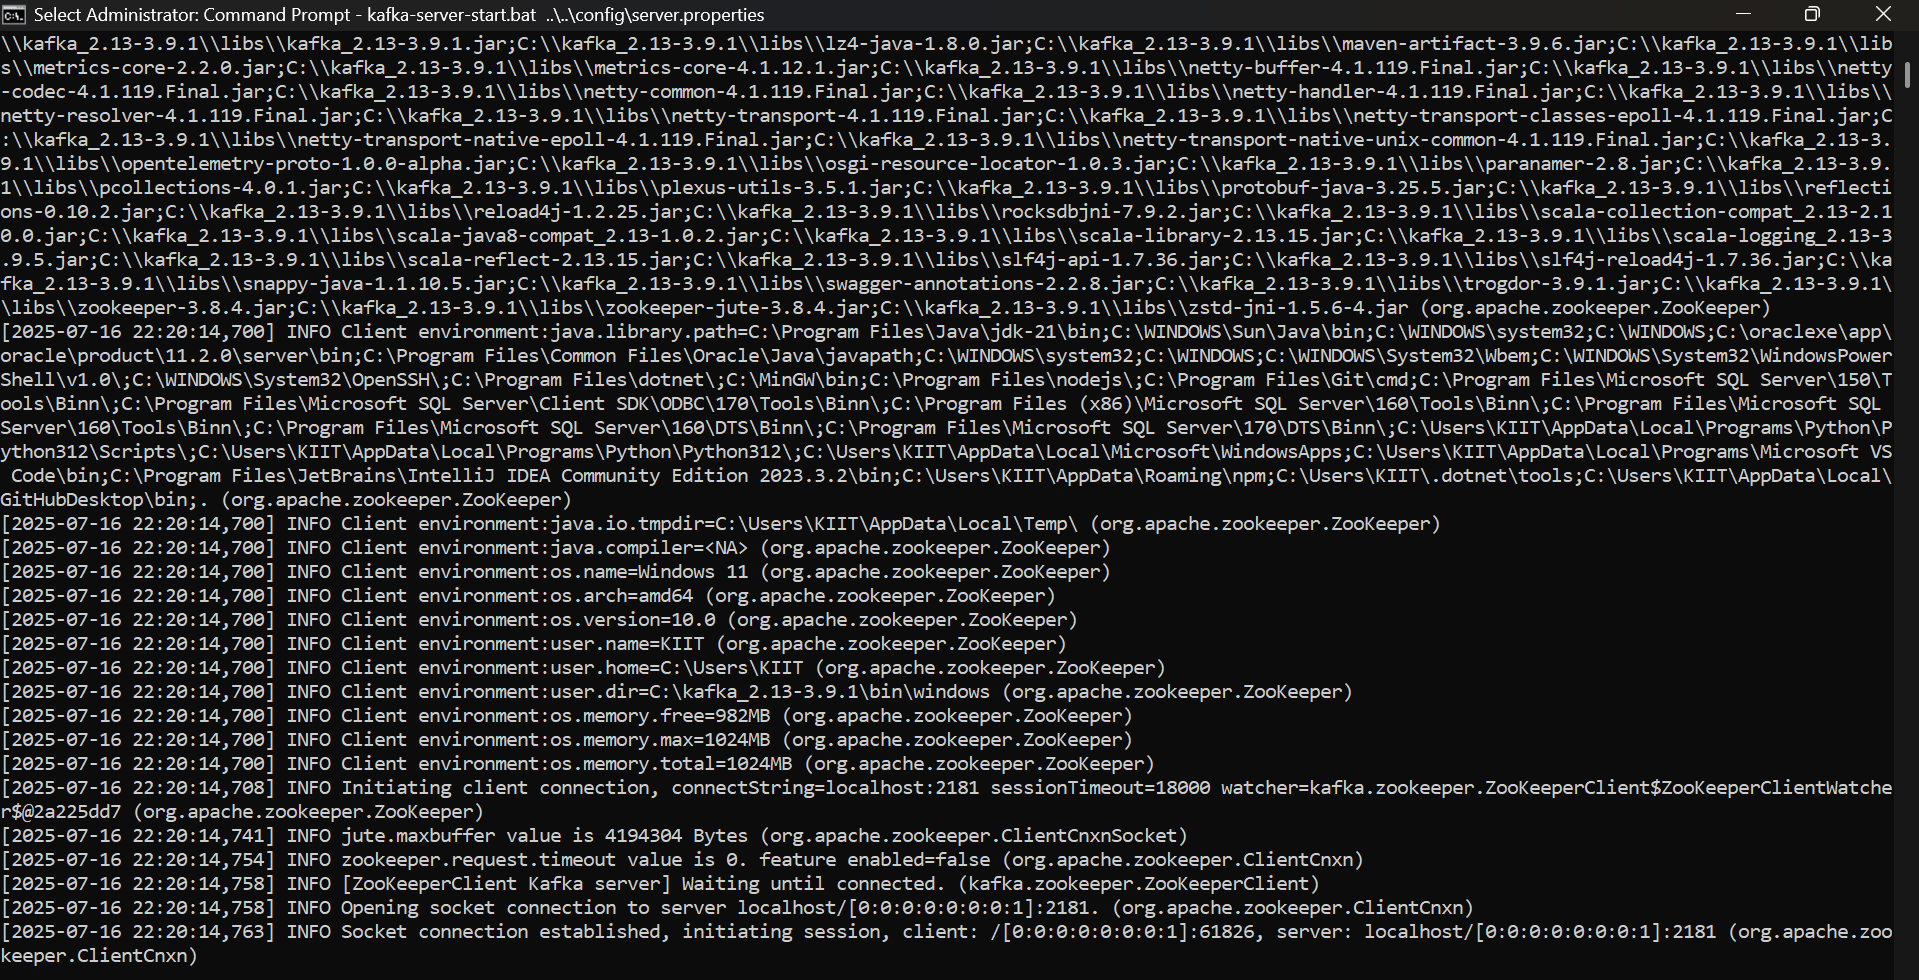 Select Administrator: Command Prompt - kafka-server-start.bat ..\..\config\server.properties
\\kafka_2.13-3.9.1\\libs\\kafka_2.13-3.9.1.jar;C:\\kafka_2.13-3.9.1\\libs\\lz4-java-1.8.0.jar;C:\\kafka_2.13-3.9.1\\libs\\maven-artifact-3.9.6.jar;C:\\kafka_2.13-3.9.1\\lib
s\\metrics-core-2.2.0.jar;C:\\kafka_2.13-3.9.1\\libs\\metrics-core-4.1.12.1.jar;C:\\kafka_2.13-3.9.1\\libs\\netty-buffer-4.1.119.Final.jar;C:\\kafka_2.13-3.9.1\\libs\\netty
-codec-4.1.119.Final.jar;C:\\kafka_2.13-3.9.1\\libs\\netty-common-4.1.119.Final.jar;C:\\kafka_2.13-3.9.1\\libs\\netty-handler-4.1.119.Final.jar;C:\\kafka_2.13-3.9.1\\libs\\
netty-resolver-4.1.119.Final.jar;C:\\kafka_2.13-3.9.1\\libs\\netty-transport-4.1.119.Final.jar;C:\\kafka_2.13-3.9.1\\libs\\netty-transport-classes-epoll-4.1.119.Final.jar;C
:\\kafka_2.13-3.9.1\\libs\\netty-transport-native-epoll-4.1.119.Final.jar;C:\\kafka_2.13-3.9.1\\libs\\netty-transport-native-unix-common-4.1.119.Final.jar;C:\\kafka_2.13-3.
9.1\\libs\\opentelemetry-proto-1.0.0-alpha.jar;C:\\kafka_2.13-3.9.1\\libs\\osgi-resource-locator-1.0.3.jar;C:\\kafka_2.13-3.9.1\\libs\\paranamer-2.8.jar;C:\\kafka_2.13-3.9.
1\\libs\\pcollections-4.0.1.jar;C:\\kafka_2.13-3.9.1\\libs\\plexus-utils-3.5.1.jar;C:\\kafka_2.13-3.9.1\\libs\\protobuf-java-3.25.5.jar;C:\\kafka_2.13-3.9.1\\libs\\reflecti
ons-0.10.2.jar;C:\\kafka_2.13-3.9.1\\libs\\reload4j-1.2.25.jar;C:\\kafka_2.13-3.9.1\\libs\\rocksdbjni-7.9.2.jar;C:\\kafka_2.13-3.9.1\\libs\\scala-collection-compat_2.13-2.1
0.0.jar;C:\\kafka_2.13-3.9.1\\libs\\scala-java8-compat_2.13-1.0.2.jar;C:\\kafka_2.13-3.9.1\\libs\\scala-library-2.13.15.jar;C:\\kafka_2.13-3.9.1\\libs\\scala-logging_2.13-3
.9.5.jar;C:\\kafka_2.13-3.9.1\\libs\\scala-reflect-2.13.15.jar;C:\\kafka_2.13-3.9.1\\libs\\slf4j-api-1.7.36.jar;C:\\kafka_2.13-3.9.1\\libs\\slf4j-reload4j-1.7.36.jar;C:\\ka
fka_2.13-3.9.1\\libs\\snappy-java-1.1.10.5.jar;C:\\kafka_2.13-3.9.1\\libs\\swagger-annotations-2.2.8.jar;C:\\kafka_2.13-3.9.1\\libs\\trogdor-3.9.1.jar;C:\\kafka_2.13-3.9.1\
\libs\\zookeeper-3.8.4.jar;C:\\kafka_2.13-3.9.1\\libs\\zookeeper-jute-3.8.4.jar;C:\\kafka_2.13-3.9.1\\libs\\zstd-jni-1.5.6-4.jar (org.apache.zookeeper.ZooKeeper)
[2025-07-16 22:20:14,700] INFO Client environment:java.library.path=C:\Program Files\Java\jdk-21\bin;C:\WINDOWS\Sun\Java\bin;C:\WINDOWS\system32;C:\WINDOWS;C:\oraclexe\app\
oracle\product\11.2.0\server\bin;C:\Program Files\Common Files\Oracle\Java\javapath;C:\WINDOWS\system32;C:\WINDOWS;C:\WINDOWS\System32\Wbem;C:\WINDOWS\System32\WindowsPower
Shell\v1.0\;C:\WINDOWS\System32\OpenSSH\;C:\Program Files\dotnet\;C:\MinGW\bin;C:\Program Files\nodejs\;C:\Program Files\Git\cmd;C:\Program Files\Microsoft SQL Server\150\T
ools\Binn\;C:\Program Files\Microsoft SQL Server\Client SDK\ODBC\170\Tools\Binn\;C:\Program Files (x86)\Microsoft SQL Server\160\Tools\Binn\;C:\Program Files\Microsoft SQL
Server\160\Tools\Binn\;C:\Program Files\Microsoft SQL Server\160\DTS\Binn\;C:\Program Files\Microsoft SQL Server\170\DTS\Binn\;C:\Users\KIIT\AppData\Local\Programs\Python\P
ython312\Scripts\;C:\Users\KIIT\AppData\Local\Programs\Python\Python312\;C:\Users\KIIT\AppData\Local\Microsoft\WindowsApps;C:\Users\KIIT\AppData\Local\Programs\Microsoft VS
 Code\bin;C:\Program Files\JetBrains\IntelliJ IDEA Community Edition 2023.3.2\bin;C:\Users\KIIT\AppData\Roaming\npm;C:\Users\KIIT\.dotnet\tools;C:\Users\KIIT\AppData\Local\
GitHubDesktop\bin;. (org.apache.zookeeper.ZooKeeper)
[2025-07-16 22:20:14,700] INFO Client environment:java.io.tmpdir=C:\Users\KIIT\AppData\Local\Temp\ (org.apache.zookeeper.ZooKeeper)
[2025-07-16 22:20:14,700] INFO Client environment:java.compiler=<NA> (org.apache.zookeeper.ZooKeeper)
[2025-07-16 22:20:14,700] INFO Client environment:os.name=Windows 11 (org.apache.zookeeper.ZooKeeper)
[2025-07-16 22:20:14,700] INFO Client environment:os.arch=amd64 (org.apache.zookeeper.ZooKeeper)
[2025-07-16 22:20:14,700] INFO Client environment:os.version=10.0 (org.apache.zookeeper.ZooKeeper)
[2025-07-16 22:20:14,700] INFO Client environment:user.name=KIIT (org.apache.zookeeper.ZooKeeper)
[2025-07-16 22:20:14,700] INFO Client environment:user.home=C:\Users\KIIT (org.apache.zookeeper.ZooKeeper)
[2025-07-16 22:20:14,700] INFO Client environment:user.dir=C:\kafka_2.13-3.9.1\bin\windows (org.apache.zookeeper.ZooKeeper)
[2025-07-16 22:20:14,700] INFO Client environment:os.memory.free=982MB (org.apache.zookeeper.ZooKeeper)
[2025-07-16 22:20:14,700] INFO Client environment:os.memory.max=1024MB (org.apache.zookeeper.ZooKeeper)
[2025-07-16 22:20:14,700] INFO Client environment:os.memory.total=1024MB (org.apache.zookeeper.ZooKeeper)
[2025-07-16 22:20:14,708] INFO Initiating client connection, connectString=localhost:2181 sessionTimeout=18000 watcher=kafka.zookeeper.ZooKeeperClient$ZooKeeperClientWatche
r$@2a225dd7 (org.apache.zookeeper.ZooKeeper)
[2025-07-16 22:20:14,741] INFO jute.maxbuffer value is 4194304 Bytes (org.apache.zookeeper.ClientCnxnSocket)
[2025-07-16 22:20:14,754] INFO zookeeper.request.timeout value is 0. feature enabled=false (org.apache.zookeeper.ClientCnxn)
[2025-07-16 22:20:14,758] INFO [ZooKeeperClient Kafka server] Waiting until connected. (kafka.zookeeper.ZooKeeperClient)
[2025-07-16 22:20:14,758] INFO Opening socket connection to server localhost/[0:0:0:0:0:0:0:1]:2181. (org.apache.zookeeper.ClientCnxn)
[2025-07-16 22:20:14,763] INFO Socket connection established, initiating session, client: /[0:0:0:0:0:0:0:1]:61826, server: localhost/[0:0:0:0:0:0:0:1]:2181 (org.apache.zoo
keeper.ClientCnxn)